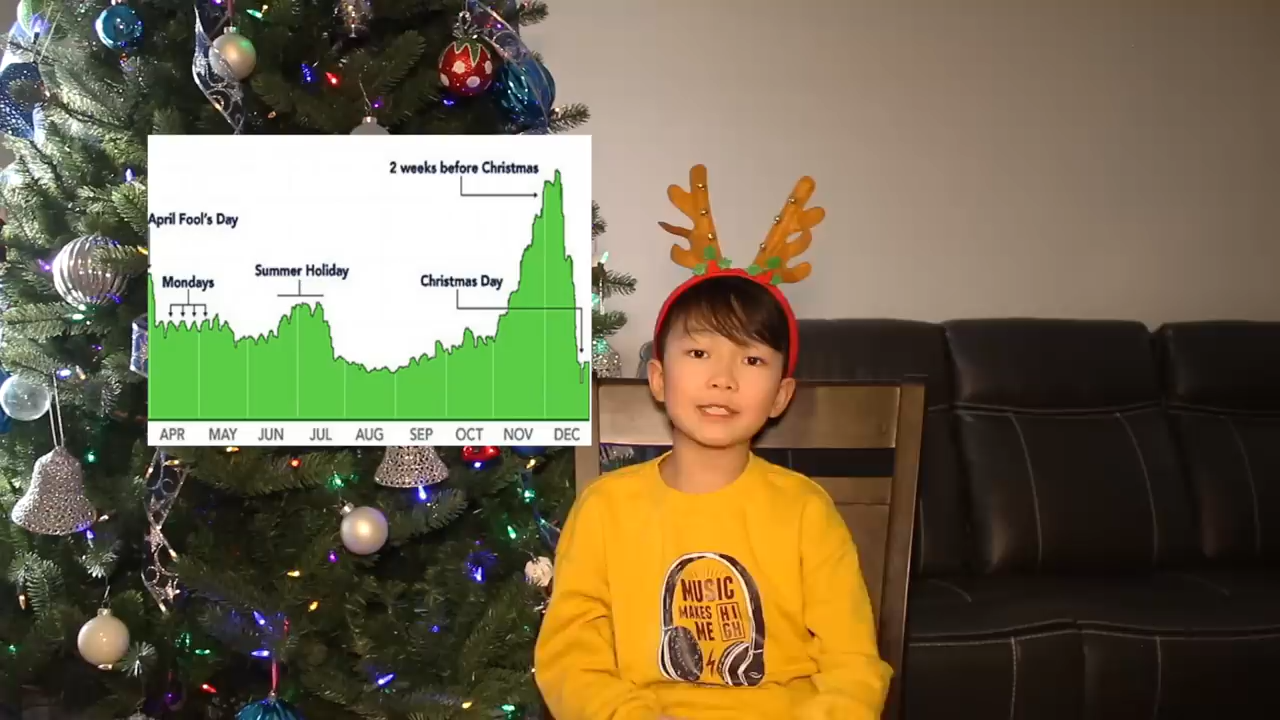 2 weeks before Christmas
April Fool's Day
Summer Holiday
Mondays
Christmas Day
APR MAY JUN JUL AUG SEP OCT NOV DEC
MUSIC
MAKES HI
ME GH